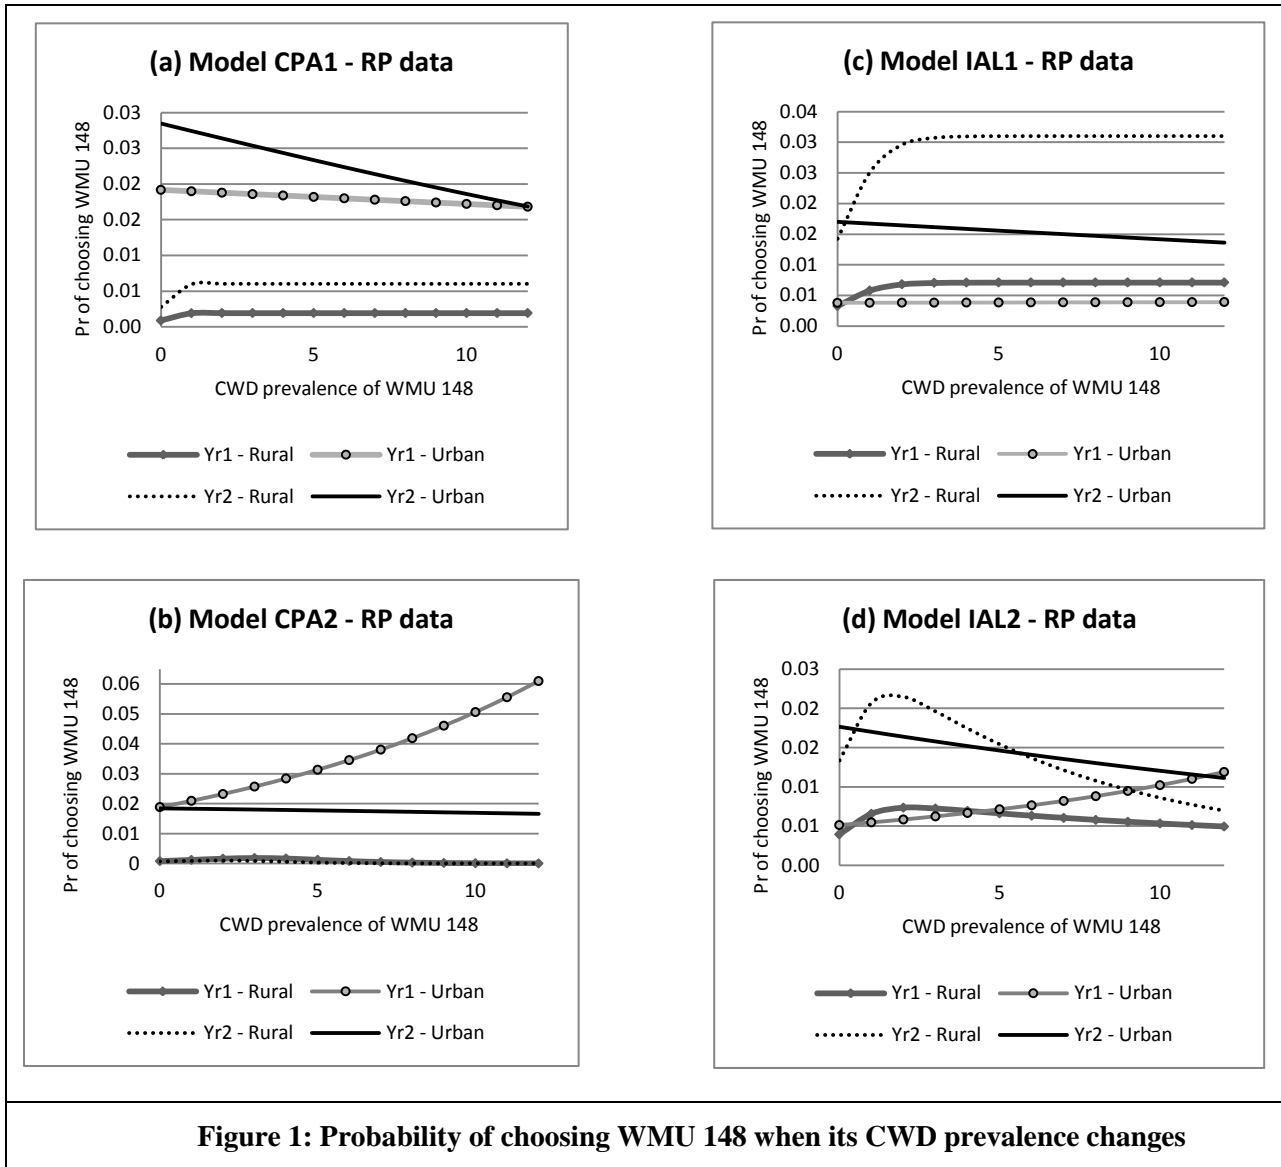 (a) Model CPA1 - RP data
Pr of choosing WMU 148
0.03
0.03
0.02
0.02
0.01
0.01
0.00
0 5 10
CWD prevalence of WMU 148
Yr1 - Rural Yr1 - Urban
Yr2 - Rural Yr2 - Urban
(c) Model IAL1 - RP data
Pr of choosing WMU 148
0.04
0.03
0.03
0.02
0.02
0.01
0.01
0.00
0 5 10
CWD prevalence of WMU 148
Yr1 - Rural Yr1 - Urban
Yr2 - Rural Yr2 - Urban
(b) Model CPA2 - RP data
Pr of choosing WMU 148
0.06
0.05
0.04
0.03
0.02
0.01
0
0 5 10
CWD prevalence of WMU 148
Yr1 - Rural Yr1 - Urban
Yr2 - Rural Yr2 - Urban
(d) Model IAL2 - RP data
Pr of choosing WMU 148
0.03
0.02
0.02
0.01
0.01
0.00
0 5 10
CWD prevalence of WMU 148
Yr1 - Rural Yr1 - Urban
Yr2 - Rural Yr2 - Urban
Figure 1: Probability of choosing WMU 148 when its CWD prevalence changes